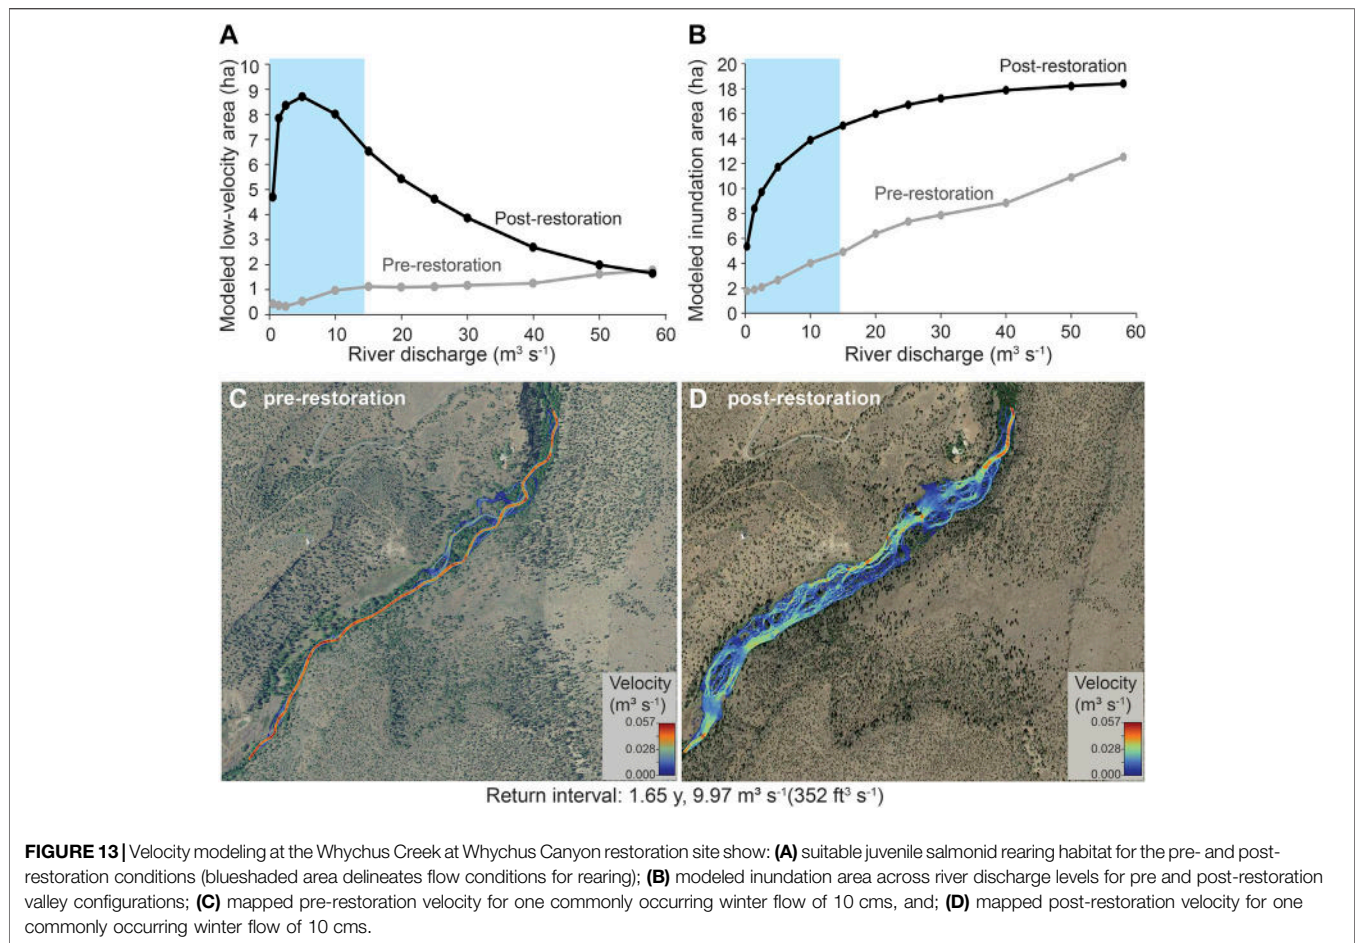 A
B
Modeled low-velocity area (ha)
10
9
8
7
6
5
4
3
2
1
0
Post-restoration
Pre-restoration
0 10 20 30 40 50 60
River discharge (m³ s⁻¹)
Modeled inundation area (ha)
20
18
16
14
12
10
8
6
4
2
0
Post-restoration
Pre-restoration
0 10 20 30 40 50 60
River discharge (m³ s⁻¹)
C pre-restoration
Velocity
(m³ s⁻¹)
0.057
0.028
0.000
D post-restoration
Velocity
(m³ s⁻¹)
0.057
0.028
0.000
Return interval: 1.65 y, 9.97 m³ s⁻¹(352 ft³ s⁻¹)
FIGURE 13 | Velocity modeling at the Whychus Creek at Whychus Canyon restoration site show: (A) suitable juvenile salmonid rearing habitat for the pre- and post-
restoration conditions (blueshaded area delineates flow conditions for rearing); (B) modeled inundation area across river discharge levels for pre and post-restoration
valley configurations; (C) mapped pre-restoration velocity for one commonly occurring winter flow of 10 cms, and; (D) mapped post-restoration velocity for one
commonly occurring winter flow of 10 cms.